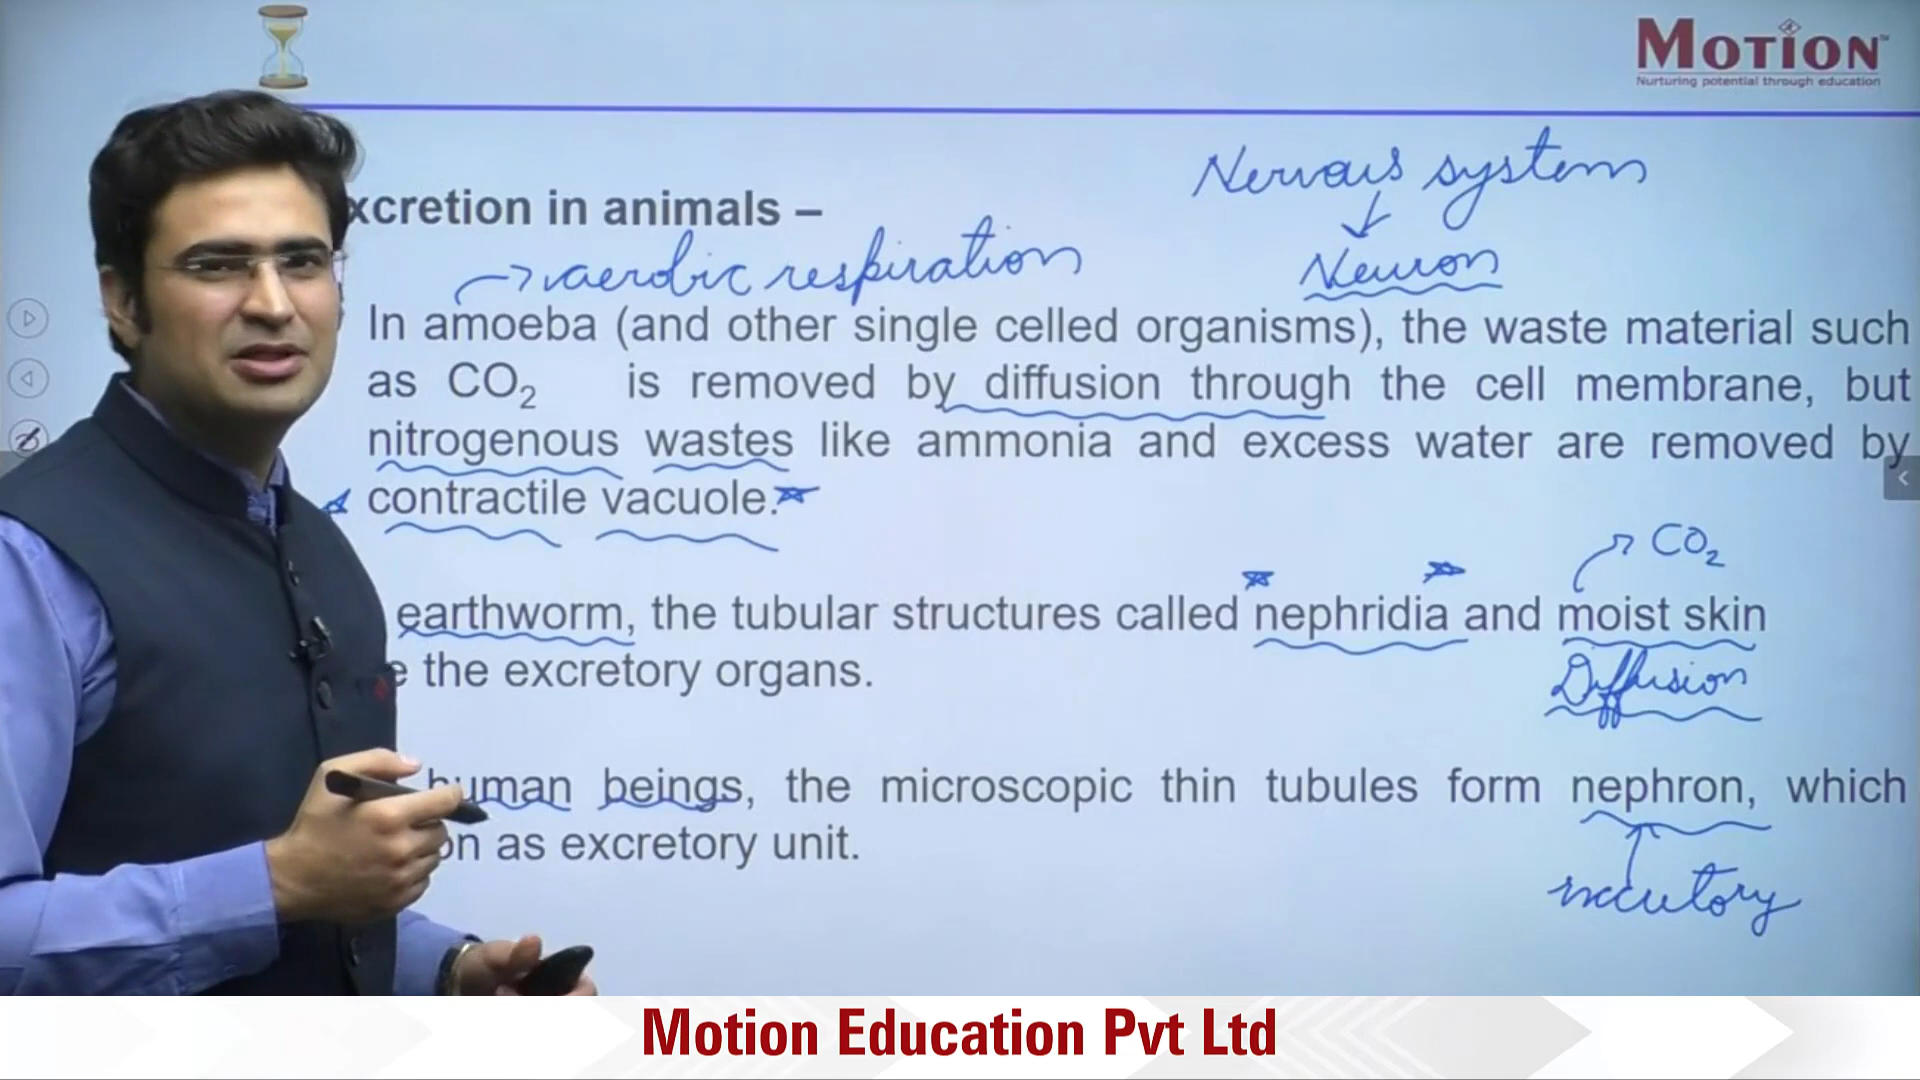 MOTION
Nurturing potential through education
Nervous system
xcretion in animals –
aerobic respiration
Neuron
In amoeba (and other single celled organisms), the waste material such
as CO2 is removed by diffusion through the cell membrane, but
nitrogenous wastes like ammonia and excess water are removed by
contractile vacuole.
CO2
earthworm, the tubular structures called nephridia and moist skin
e the excretory organs.
Diffusion
human beings, the microscopic thin tubules form nephron, which
on as excretory unit.
Motion Education Pvt Ltd